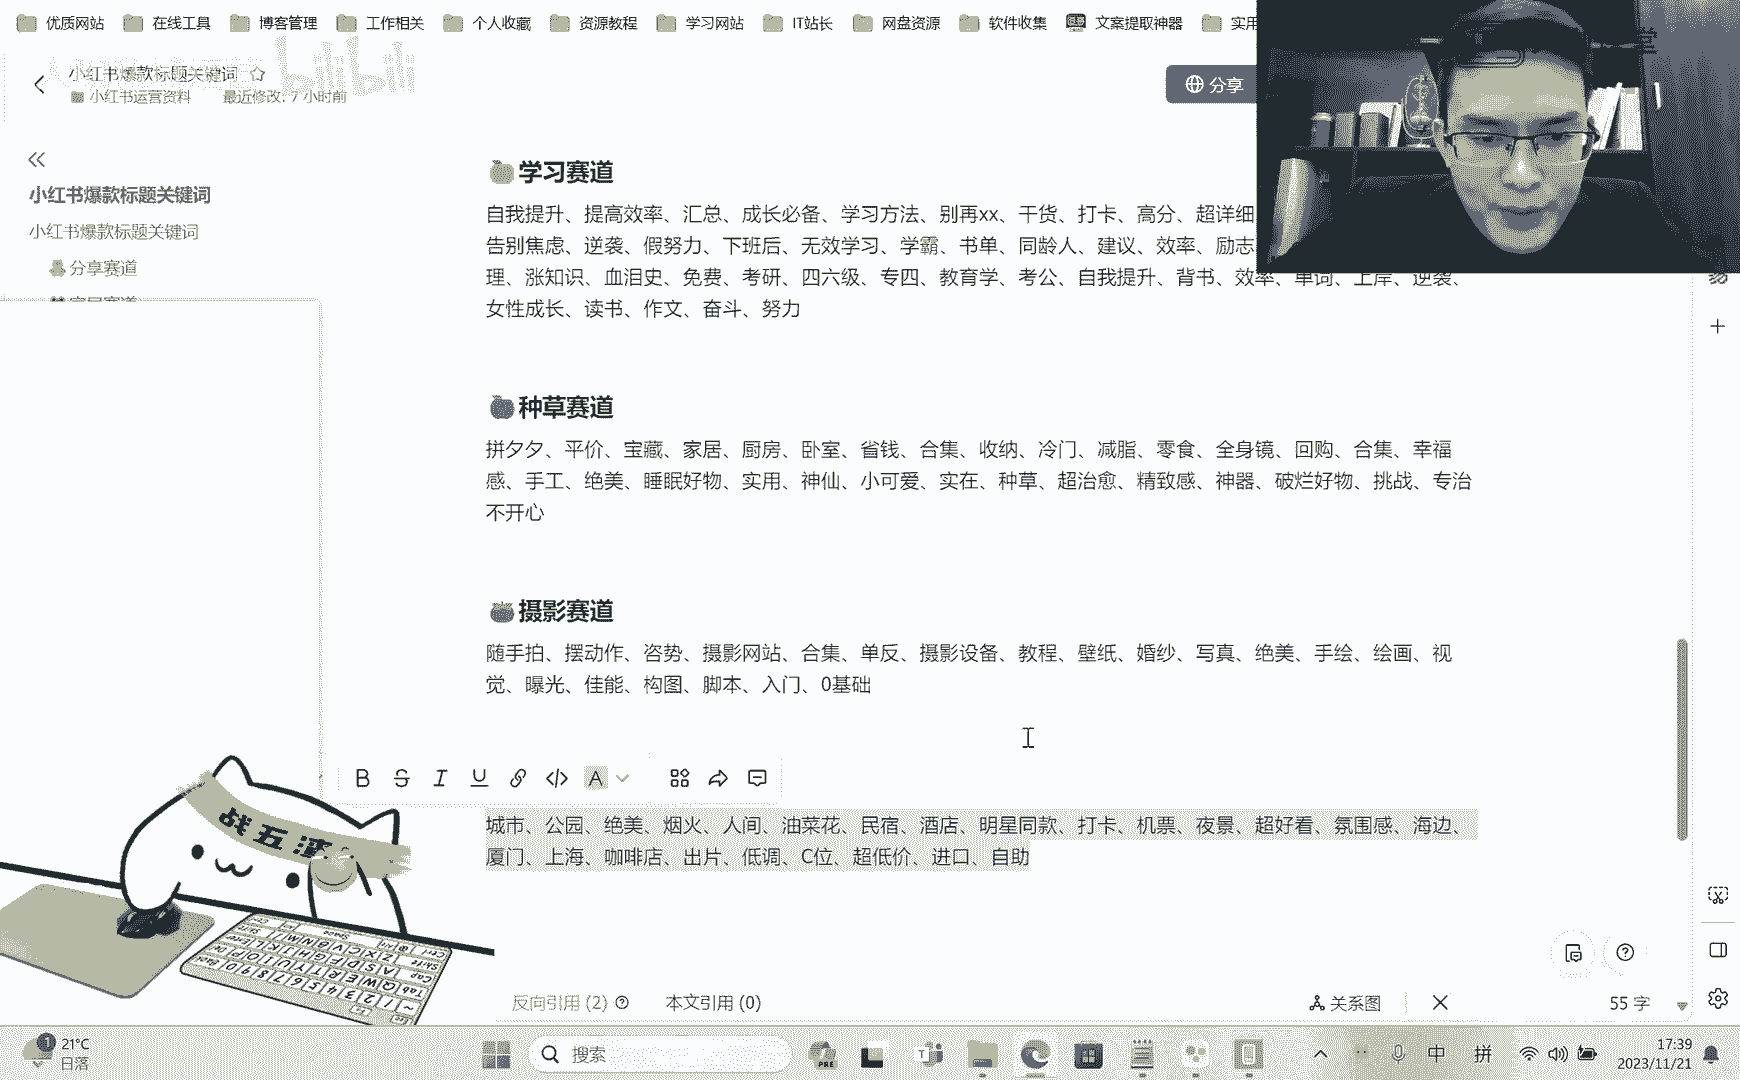 优质网站 在线工具 博客管理 工作相关 个人收藏 资源教程 学习网站 IT站长 网盘资源 软件收集 文案提取神器 实用
bilibili
小红书爆款标题关键词
小红书运营资料 最近修改: 7 小时前
分享
小红书爆款标题关键词
小红书爆款标题关键词
分享赛道
学习赛道
自我提升、提高效率、汇总、成长必备、学习方法、别再xx、干货、打卡、高分、超详细
告别焦虑、逆袭、假努力、下班后、无效学习、学霸、书单、同龄人、建议、效率、励志
理、涨知识、血泪史、免费、考研、四六级、专四、教育学、考公、自我提升、背书、效率、单词、上岸、逆袭、
女性成长、读书、作文、奋斗、努力
种草赛道
拼夕夕、平价、宝藏、家居、厨房、卧室、省钱、合集、收纳、冷门、减脂、零食、全身镜、回购、合集、幸福
感、手工、绝美、睡眠好物、实用、神仙、小可爱、实在、种草、超治愈、精致感、神器、破烂好物、挑战、专治
不开心
摄影赛道
随手拍、摆动作、咨势、摄影网站、合集、单反、摄影设备、教程、壁纸、婚纱、写真、绝美、手绘、绘画、视
觉、曝光、佳能、构图、脚本、入门、0基础
B S I U A
城市、公园、绝美、烟火、人间、油菜花、民宿、酒店、明星同款、打卡、机票、夜景、超好看、氛围感、海边、
厦门、上海、咖啡店、出片、低调、C位、超低价、进口、自助
战五渣
反向引用 (2) 本文引用 (0) 关系图 55 字
1 21°C
日落
搜索
PRE
中 拼
17:39
2023/11/21